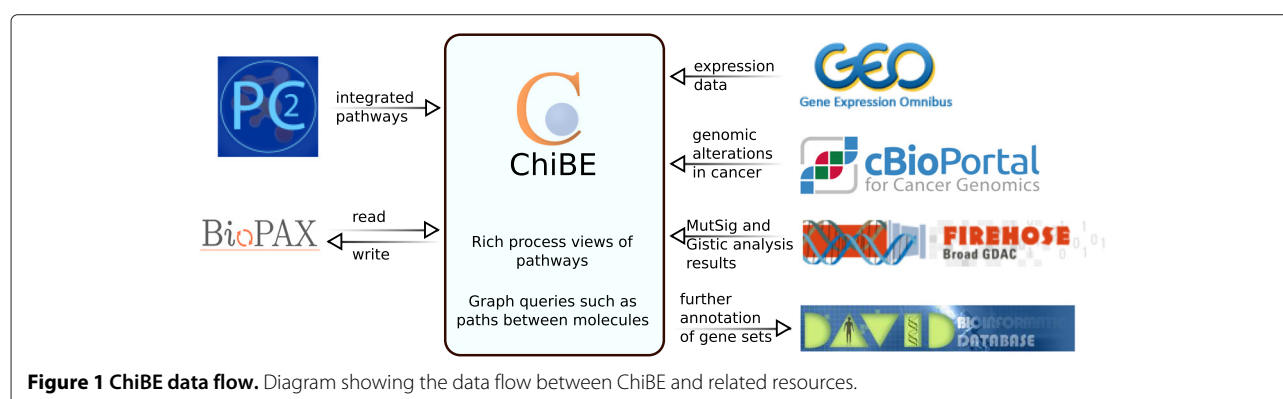 PC2
integrated
pathways
BioPAX
read
write
ChiBE
Rich process views of
pathways
Graph queries such as
paths between molecules
expression
data
GEO
Gene Expression Omnibus
genomic
alterations
in cancer
cBioPortal
for Cancer Genomics
MutSig and
Gistic analysis
results
FIREHOSE
Broad GDAC
further
annotation
of gene sets
DAVID
BIOINFORMATIC
DATABASE
Figure 1 ChiBE data flow. Diagram showing the data flow between ChiBE and related resources.